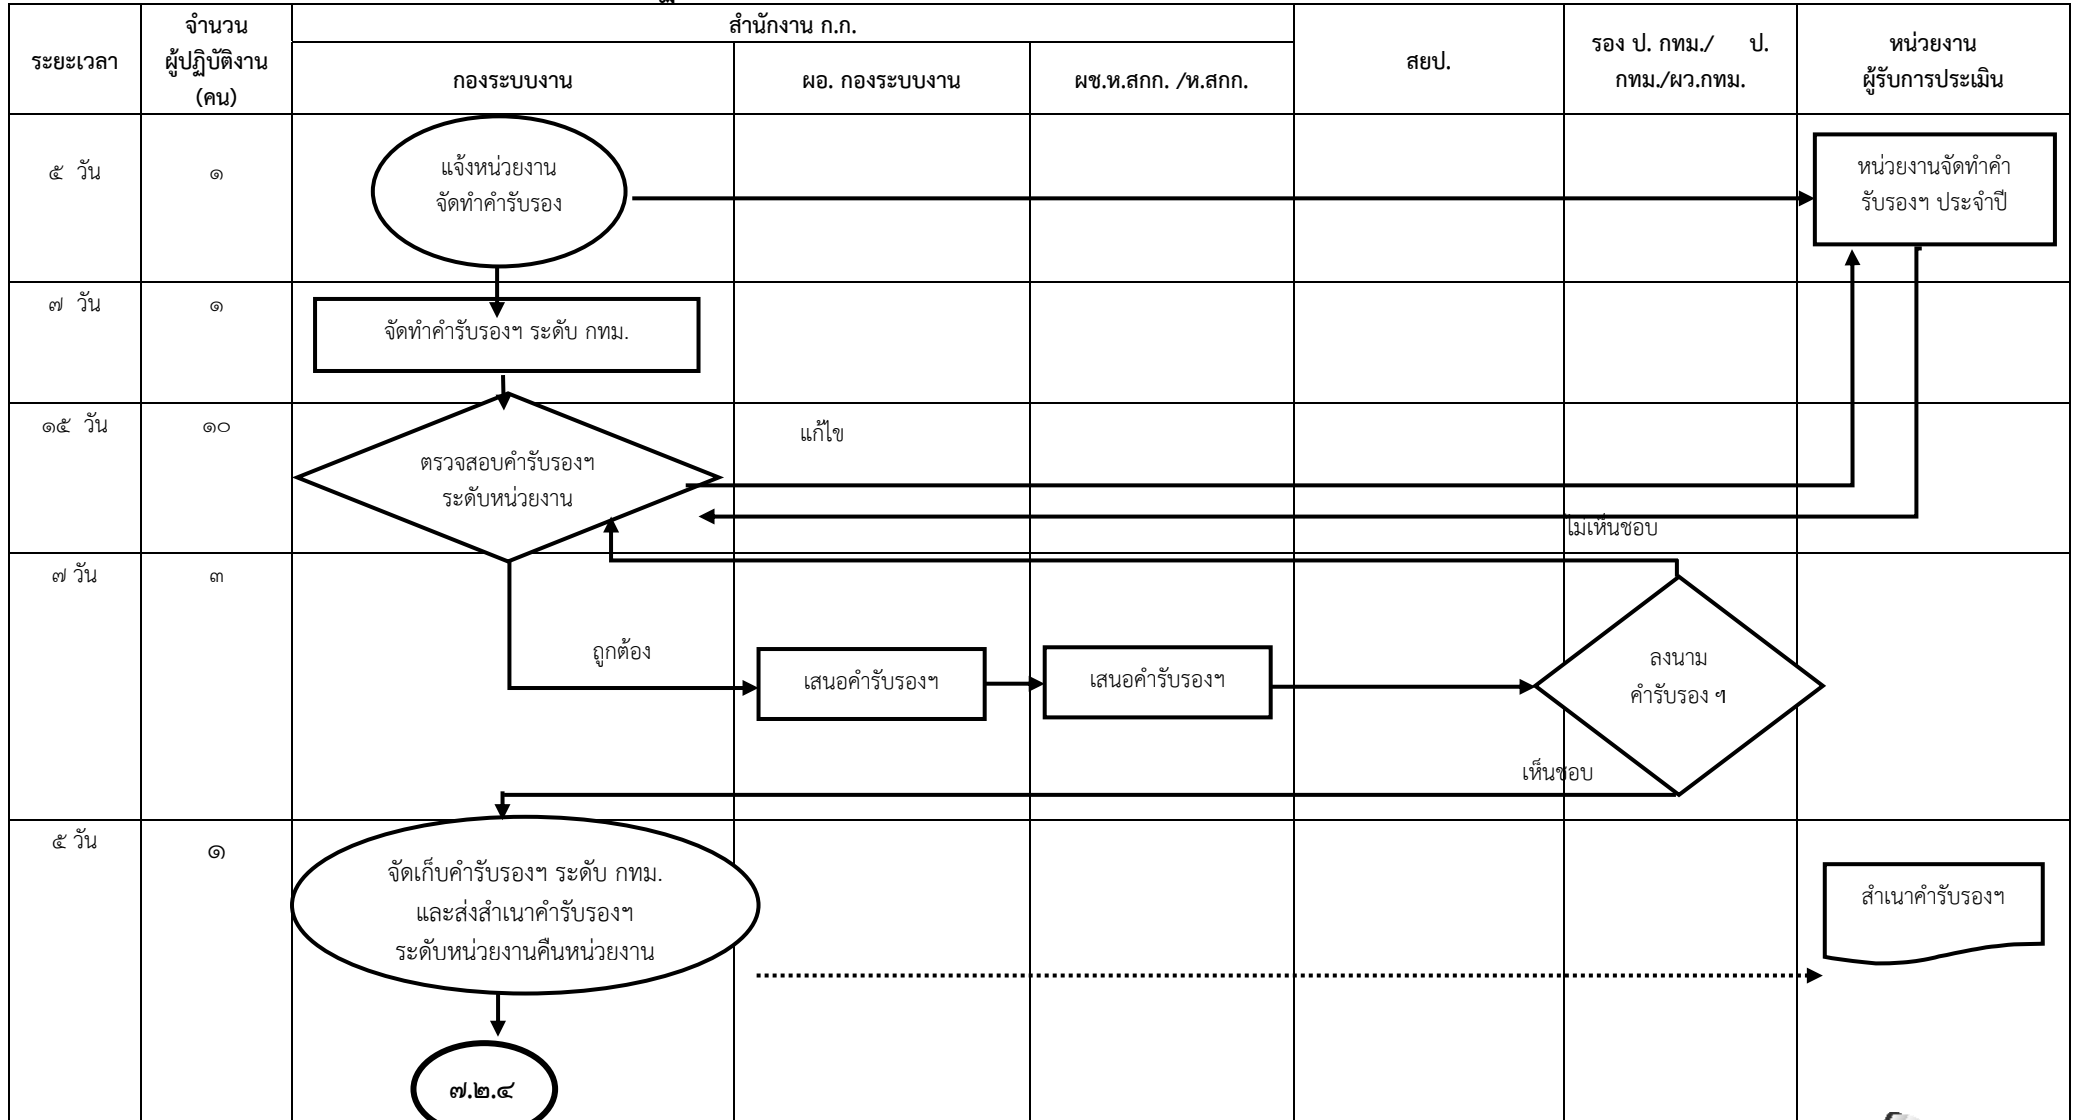 ระยะเวลา
จำนวน
ผู้ปฏิบัติงาน
(คน)
สำนักงาน ก.ก.
กองระบบงาน
ผอ. กองระบบงาน
ผช.ห.สกก. /ห.สกก.
สยป.
รอง ป. กทม./ ป.
กทม./ผว.กทม.
หน่วยงาน
ผู้รับการประเมิน
๕ วัน
๑
แจ้งหน่วยงาน
จัดทำคำรับรอง
หน่วยงานจัดทำคำ
รับรองฯ ประจำปี
๗ วัน
๑
จัดทำคำรับรองฯ ระดับ กทม.
๑๕ วัน
๑๐
ตรวจสอบคำรับรองฯ
ระดับหน่วยงาน
แก้ไข
ไม่เห็นชอบ
๗ วัน
๓
ถูกต้อง
เสนอคำรับรองฯ
เสนอคำรับรองฯ
ลงนาม
คำรับรอง ฯ
เห็นชอบ
๕ วัน
๑
จัดเก็บคำรับรองฯ ระดับ กทม.
และส่งสำเนาคำรับรองฯ
ระดับหน่วยงานคืนหน่วยงาน
สำเนาคำรับรองฯ
๗.๒.๔